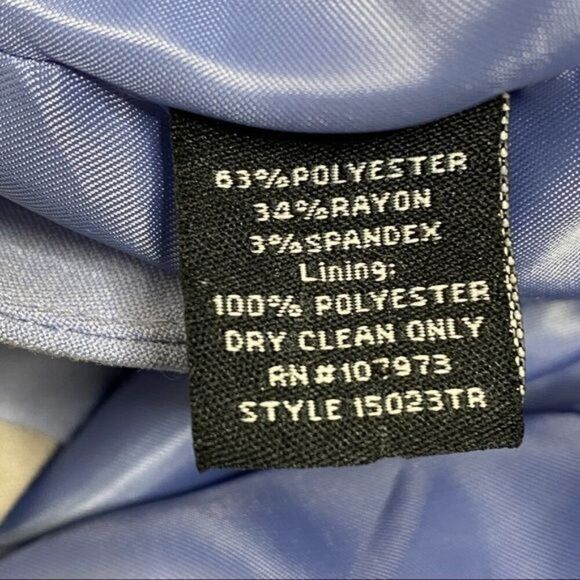 63%POLYESTER
34%RAYON
3%SPANDEX
Lining:
100% POLYESTER
DRY CLEAN ONLY
RN#107973
STYLE 15023TR